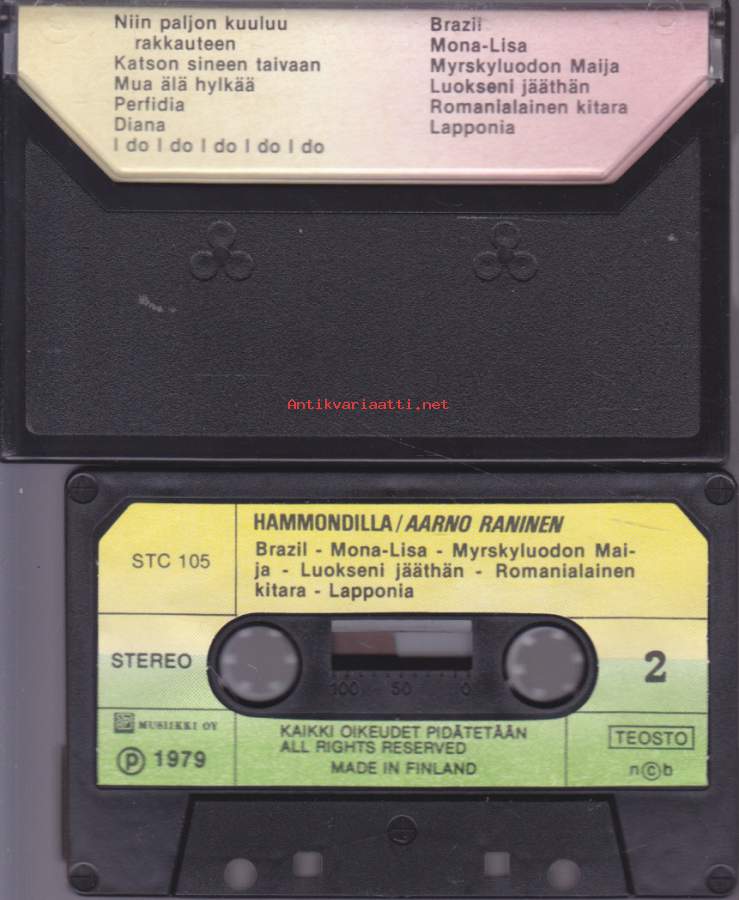 Niin paljon kuuluu
rakkauteen
Katson sineen taivaan
Mua älä hylkää
Perfidia
Diana
I do I do I do I do I do
Brazil
Mona-Lisa
Myrskyluodon Maija
Luokseni jääthän
Romanialainen kitara
Lapponia
Antikvariaatti.net
HAMMONDILLA/AARNO RANINEN
STC 105
Brazil - Mona-Lisa - Myrskyluodon Mai-
ja - Luokseni jääthän - Romanialainen
kitara - Lapponia
STEREO
2
100 50 0
MUSIIKKI OY
℗ 1979
KAIKKI OIKEUDET PIDÄTETÄÄN
ALL RIGHTS RESERVED
MADE IN FINLAND
TEOSTO
n©b